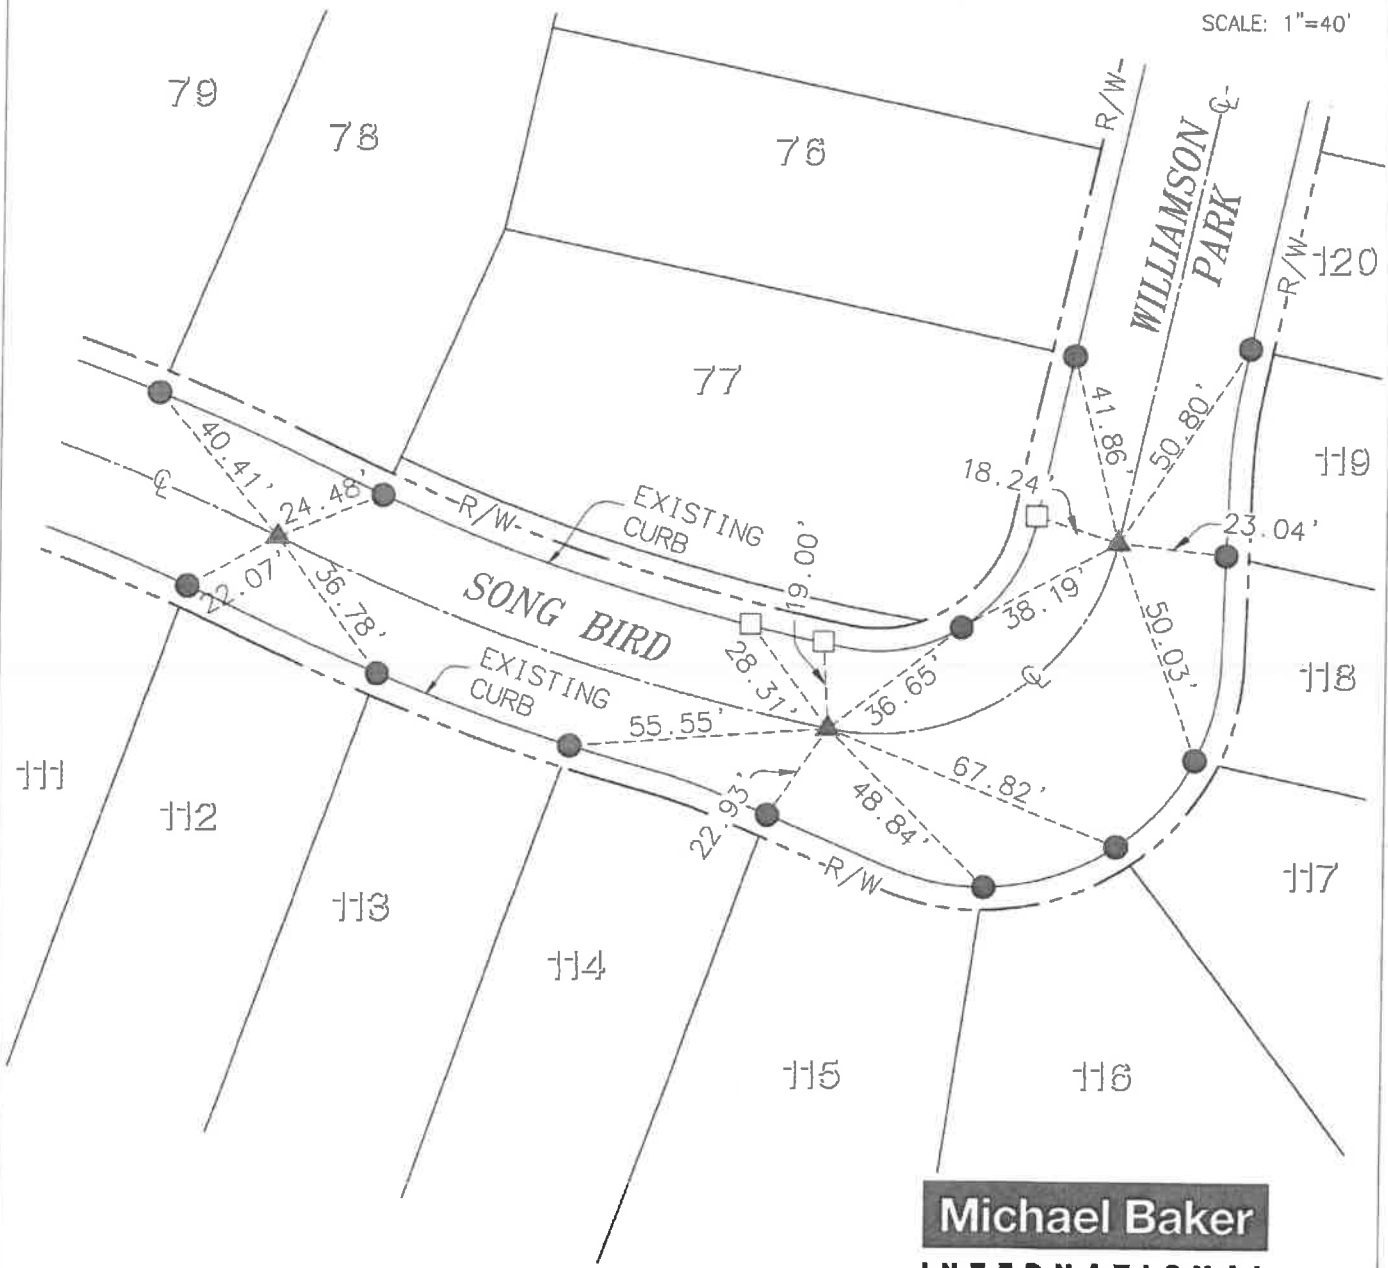 SCALE: 1"=40'
79
78
76
77
R/W
WILLIAMSON
PARK
℄
R/W
120
119
118
117
41.86'
50.80'
18.24'
23.04'
38.19'
50.03'
40.41'
24.48'
℄
22.07'
36.78'
R/W
EXISTING
CURB
19.00'
SONG BIRD
28.31'
36.65'
℄
EXISTING
CURB
55.55'
22.93'
48.84'
67.82'
R/W
111
112
113
114
115
116
Michael Baker
INTERNATIONAL